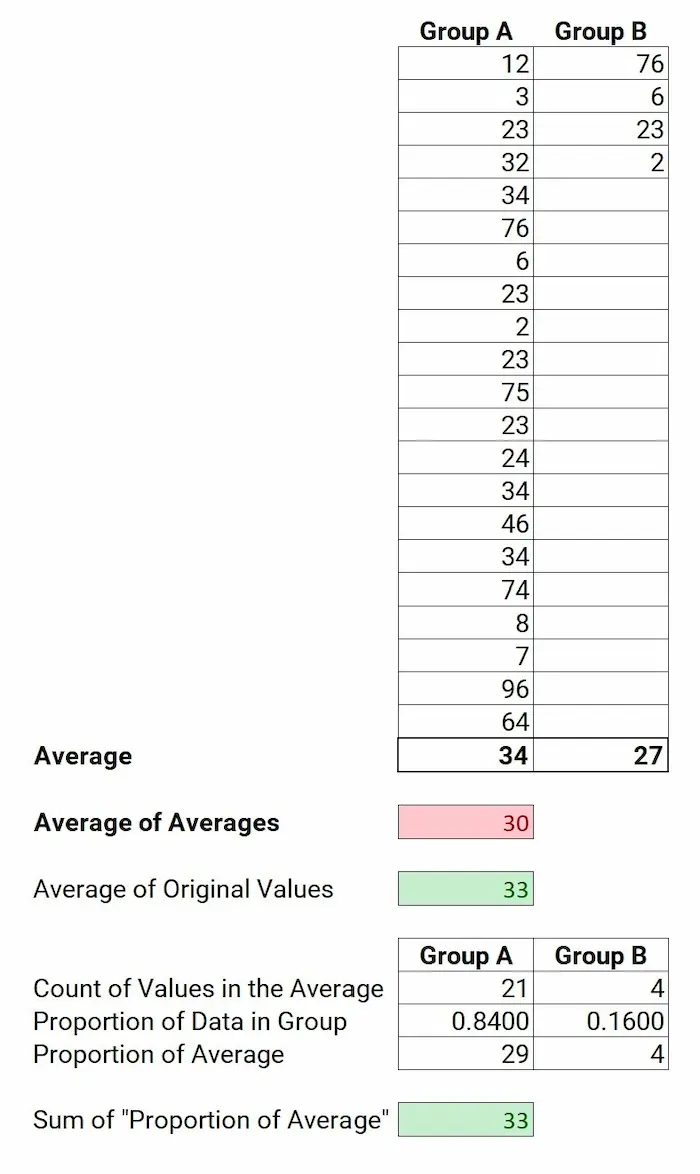 Group A Group B
12 76
3 6
23 23
32 2
34
76
6
23
2
23
75
23
24
34
46
34
74
8
7
96
64
Average 34 27
Average of Averages 30
Average of Original Values 33
Group A Group B
Count of Values in the Average 21 4
Proportion of Data in Group 0.8400 0.1600
Proportion of Average 29 4
Sum of "Proportion of Average" 33